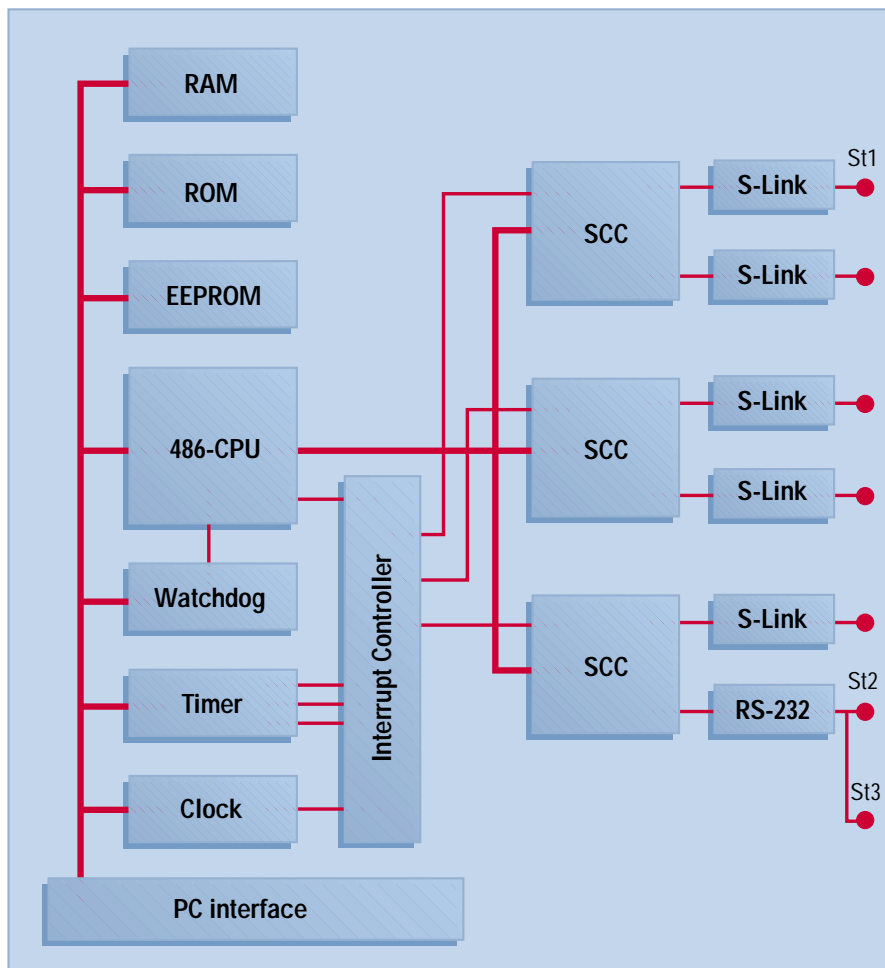 RAM
ROM
EEPROM
486-CPU
Watchdog
Timer
Clock
PC interface
Interrupt Controller
SCC
SCC
SCC
S-Link
S-Link
S-Link
S-Link
S-Link
RS-232
St1
St2
St3